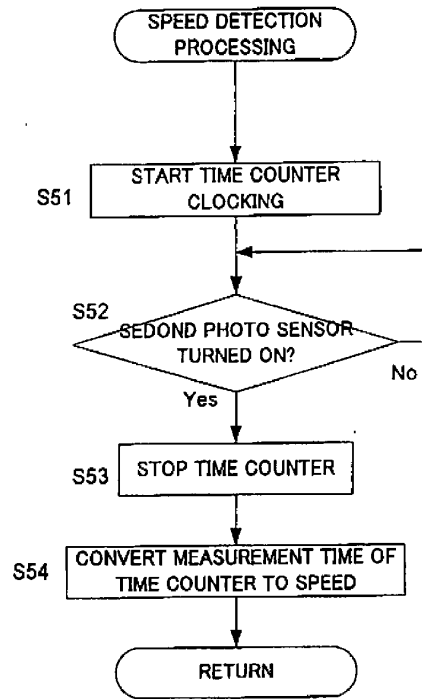 SPEED DETECTION
PROCESSING
S51
START TIME COUNTER
CLOCKING
S52
SEDOND PHOTO SENSOR
TURNED ON?
No
Yes
S53
STOP TIME COUNTER
S54
CONVERT MEASUREMENT TIME OF
TIME COUNTER TO SPEED
RETURN